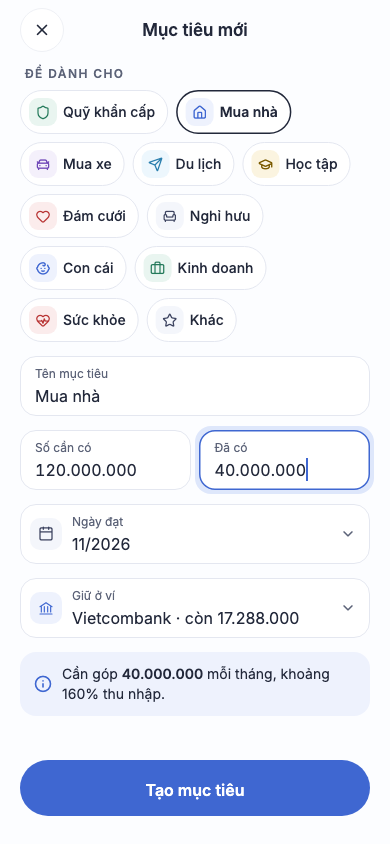 Mục tiêu mới
ĐỂ DÀNH CHO
Quỹ khẩn cấp
Mua nhà
Mua xe
Du lịch
Học tập
Đám cưới
Nghỉ hưu
Con cái
Kinh doanh
Sức khỏe
Khác
Tên mục tiêu
Mua nhà
Số cần có
120.000.000
Đã có
40.000.000
Ngày đạt
11/2026
Giữ ở ví
Vietcombank · còn 17.288.000
Cần góp 40.000.000 mỗi tháng, khoảng
160% thu nhập.
Tạo mục tiêu